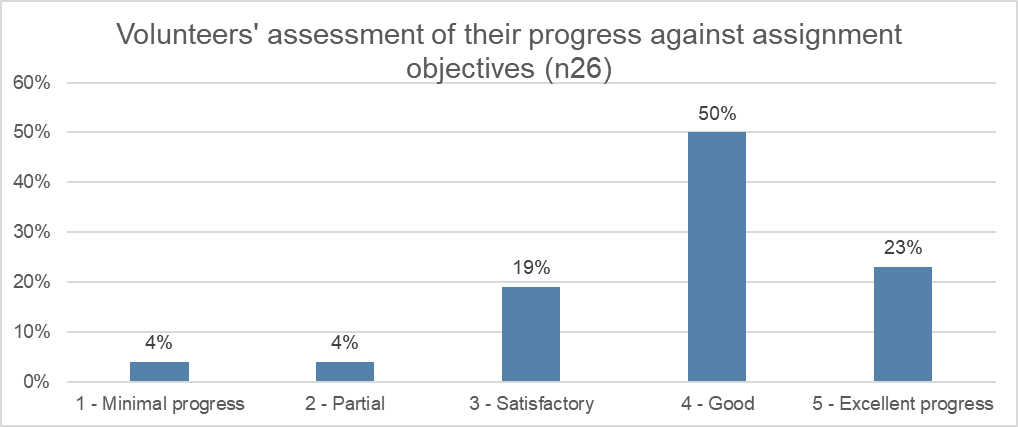 Volunteers' assessment of their progress against assignment
objectives (n26)
60%
50%
40%
30%
20%
10%
0%
4%
4%
19%
50%
23%
1 - Minimal progress
2 - Partial
3 - Satisfactory
4 - Good
5 - Excellent progress